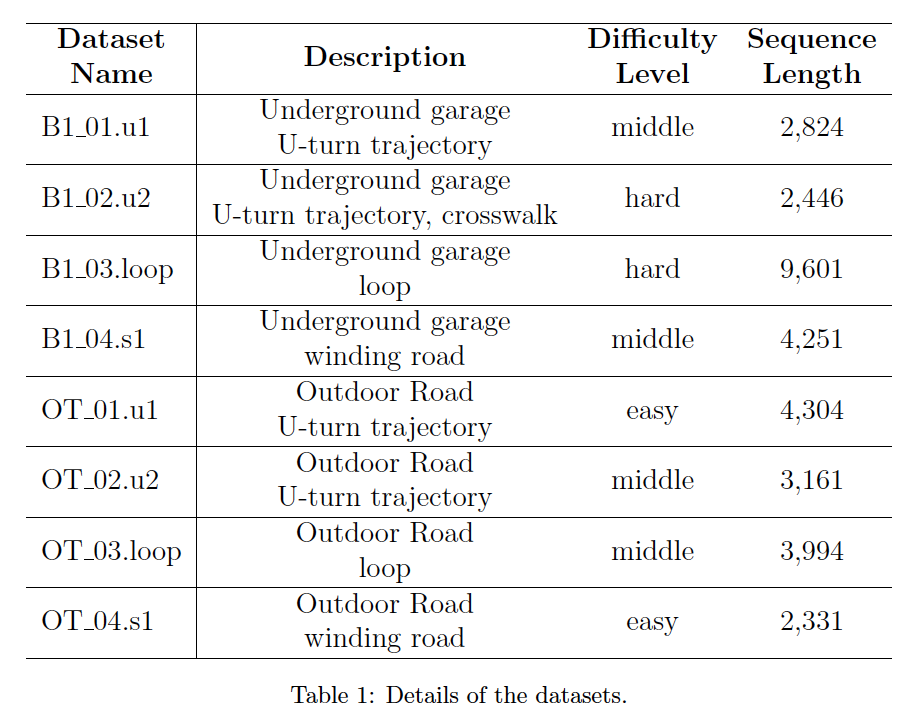 Dataset Name Description Difficulty Level Sequence Length
B1_01.u1 Underground garage U-turn trajectory middle 2,824
B1_02.u2 Underground garage U-turn trajectory, crosswalk hard 2,446
B1_03.loop Underground garage loop hard 9,601
B1_04.s1 Underground garage winding road middle 4,251
OT_01.u1 Outdoor Road U-turn trajectory easy 4,304
OT_02.u2 Outdoor Road U-turn trajectory middle 3,161
OT_03.loop Outdoor Road loop middle 3,994
OT_04.s1 Outdoor Road winding road easy 2,331
Table 1: Details of the datasets.